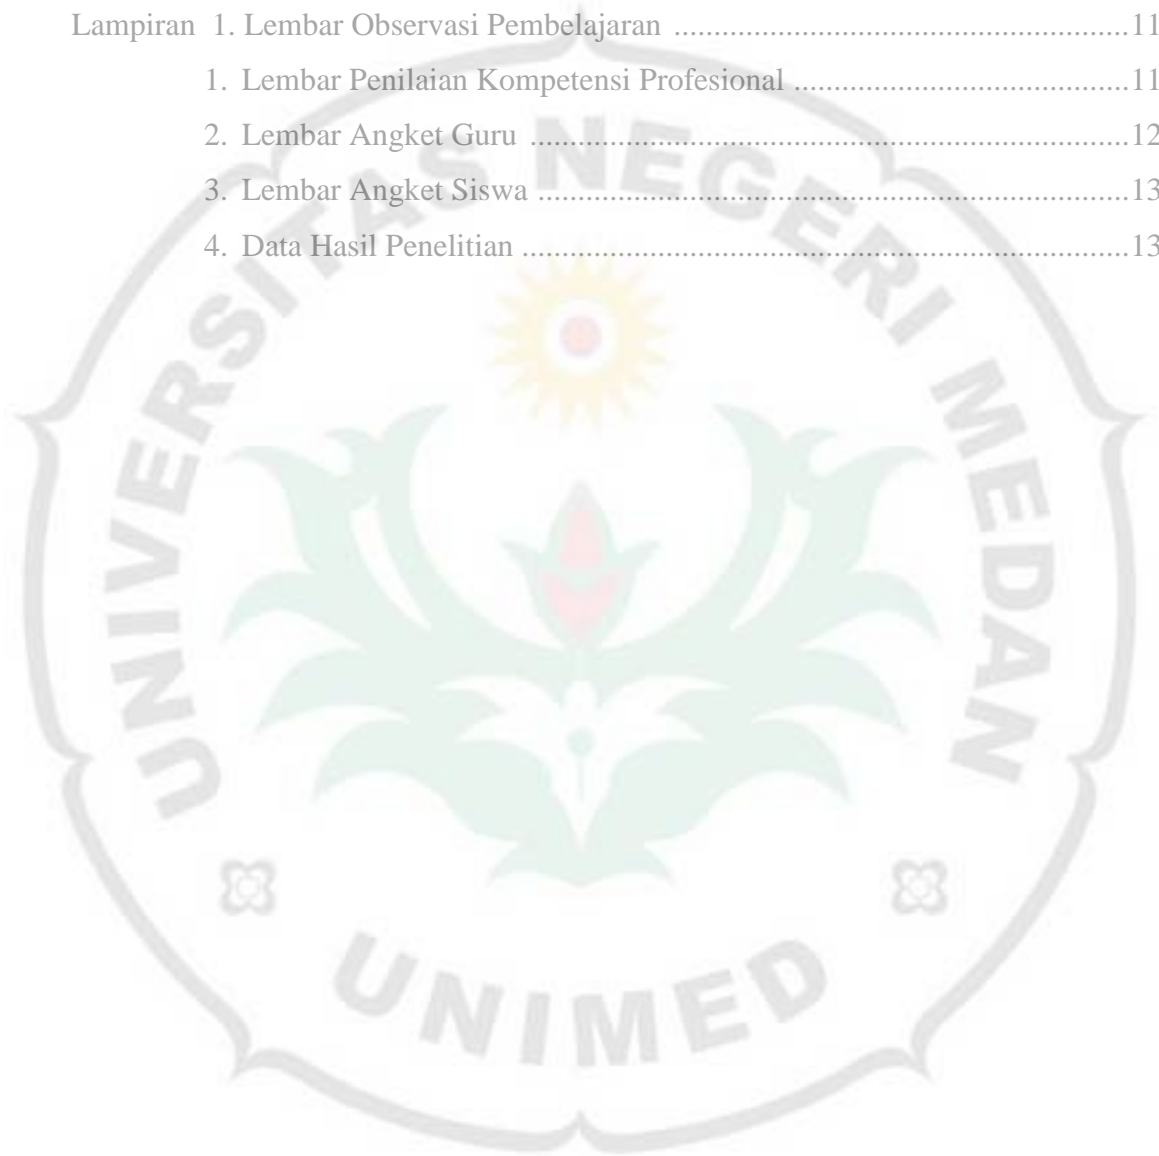 Lampiran 1. Lembar Observasi Pembelajaran ..........................................................11
1. Lembar Penilaian Kompetensi Profesional ..........................................11
2. Lembar Angket Guru ............................................................................12
3. Lembar Angket Siswa ...........................................................................13
4. Data Hasil Penelitian .............................................................................13
UNIVERSITAS NEGERI MEDAN
UNIMED